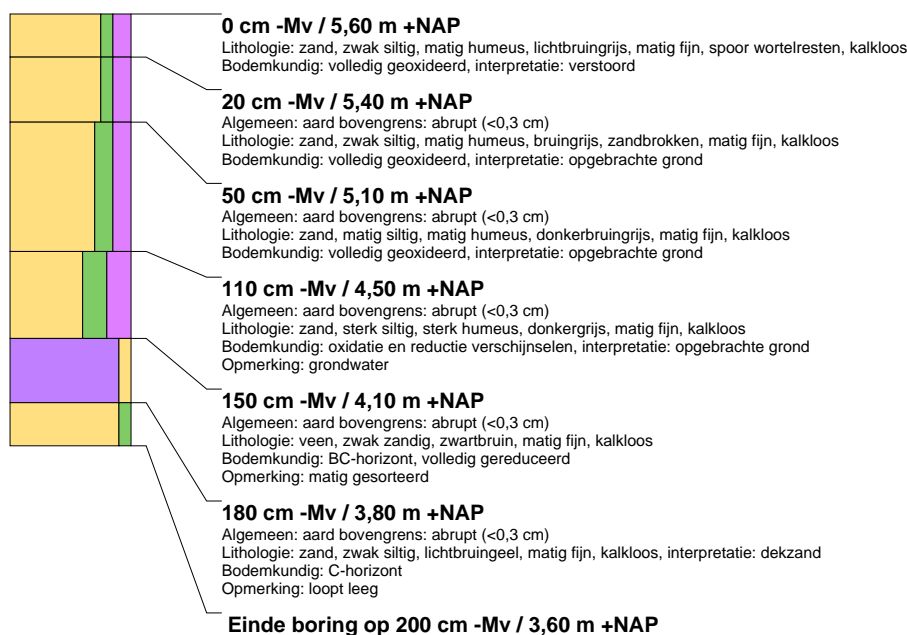 0 cm -Mv / 5,60 m +NAP
Lithologie: zand, zwak siltig, matig humeus, lichtbruingrijs, matig fijn, spoor wortelresten, kalkloos
Bodemkundig: volledig geoxideerd, interpretatie: verstoord
20 cm -Mv / 5,40 m +NAP
Algemeen: aard bovengrens: abrupt (<0,3 cm)
Lithologie: zand, zwak siltig, matig humeus, bruingrijs, zandbrokken, matig fijn, kalkloos
Bodemkundig: volledig geoxideerd, interpretatie: opgebrachte grond
50 cm -Mv / 5,10 m +NAP
Algemeen: aard bovengrens: abrupt (<0,3 cm)
Lithologie: zand, matig siltig, matig humeus, donkerbruingrijs, matig fijn, kalkloos
Bodemkundig: volledig geoxideerd, interpretatie: opgebrachte grond
110 cm -Mv / 4,50 m +NAP
Algemeen: aard bovengrens: abrupt (<0,3 cm)
Lithologie: zand, sterk siltig, sterk humeus, donkergrijs, matig fijn, kalkloos
Bodemkundig: oxidatie en reductie verschijnselen, interpretatie: opgebrachte grond
Opmerking: grondwater
150 cm -Mv / 4,10 m +NAP
Algemeen: aard bovengrens: abrupt (<0,3 cm)
Lithologie: veen, zwak zandig, zwartbruin, matig fijn, kalkloos
Bodemkundig: BC-horizont, volledig gereduceerd
Opmerking: matig gesorteerd
180 cm -Mv / 3,80 m +NAP
Algemeen: aard bovengrens: abrupt (<0,3 cm)
Lithologie: zand, zwak siltig, lichtbruingeel, matig fijn, kalkloos, interpretatie: dekzand
Bodemkundig: C-horizont
Opmerking: loopt leeg
Einde boring op 200 cm -Mv / 3,60 m +NAP